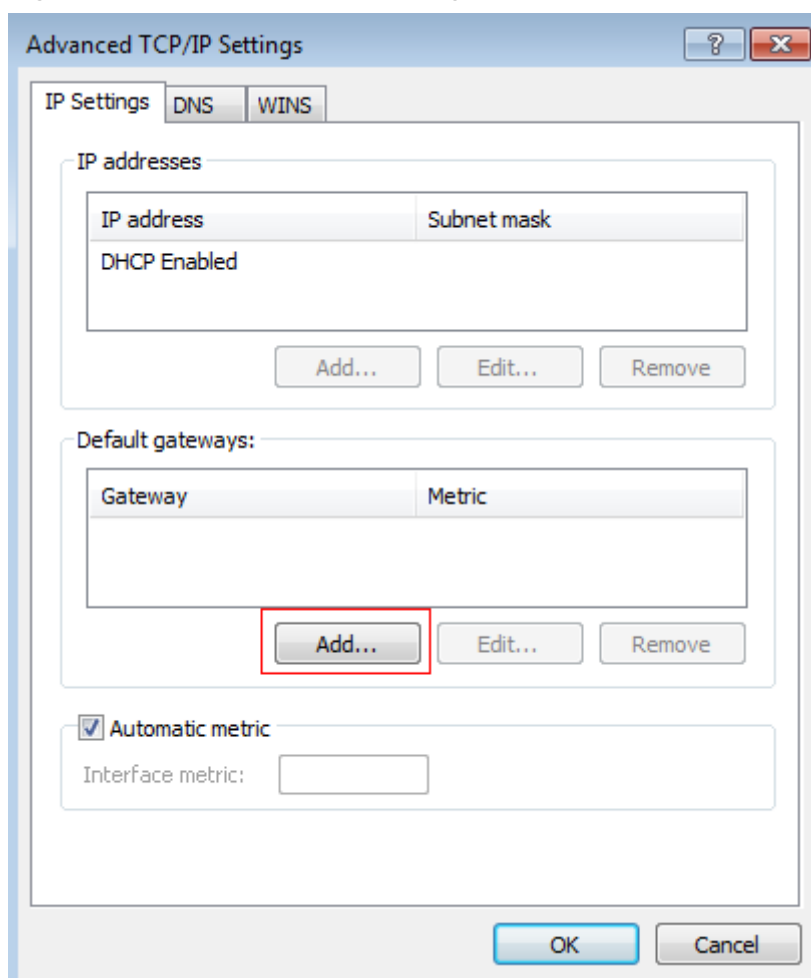 Advanced TCP/IP Settings
IP Settings DNS WINS
IP addresses
IP address Subnet mask
DHCP Enabled
Add... Edit... Remove
Default gateways:
Gateway Metric
Add... Edit... Remove
Automatic metric
Interface metric:
OK Cancel